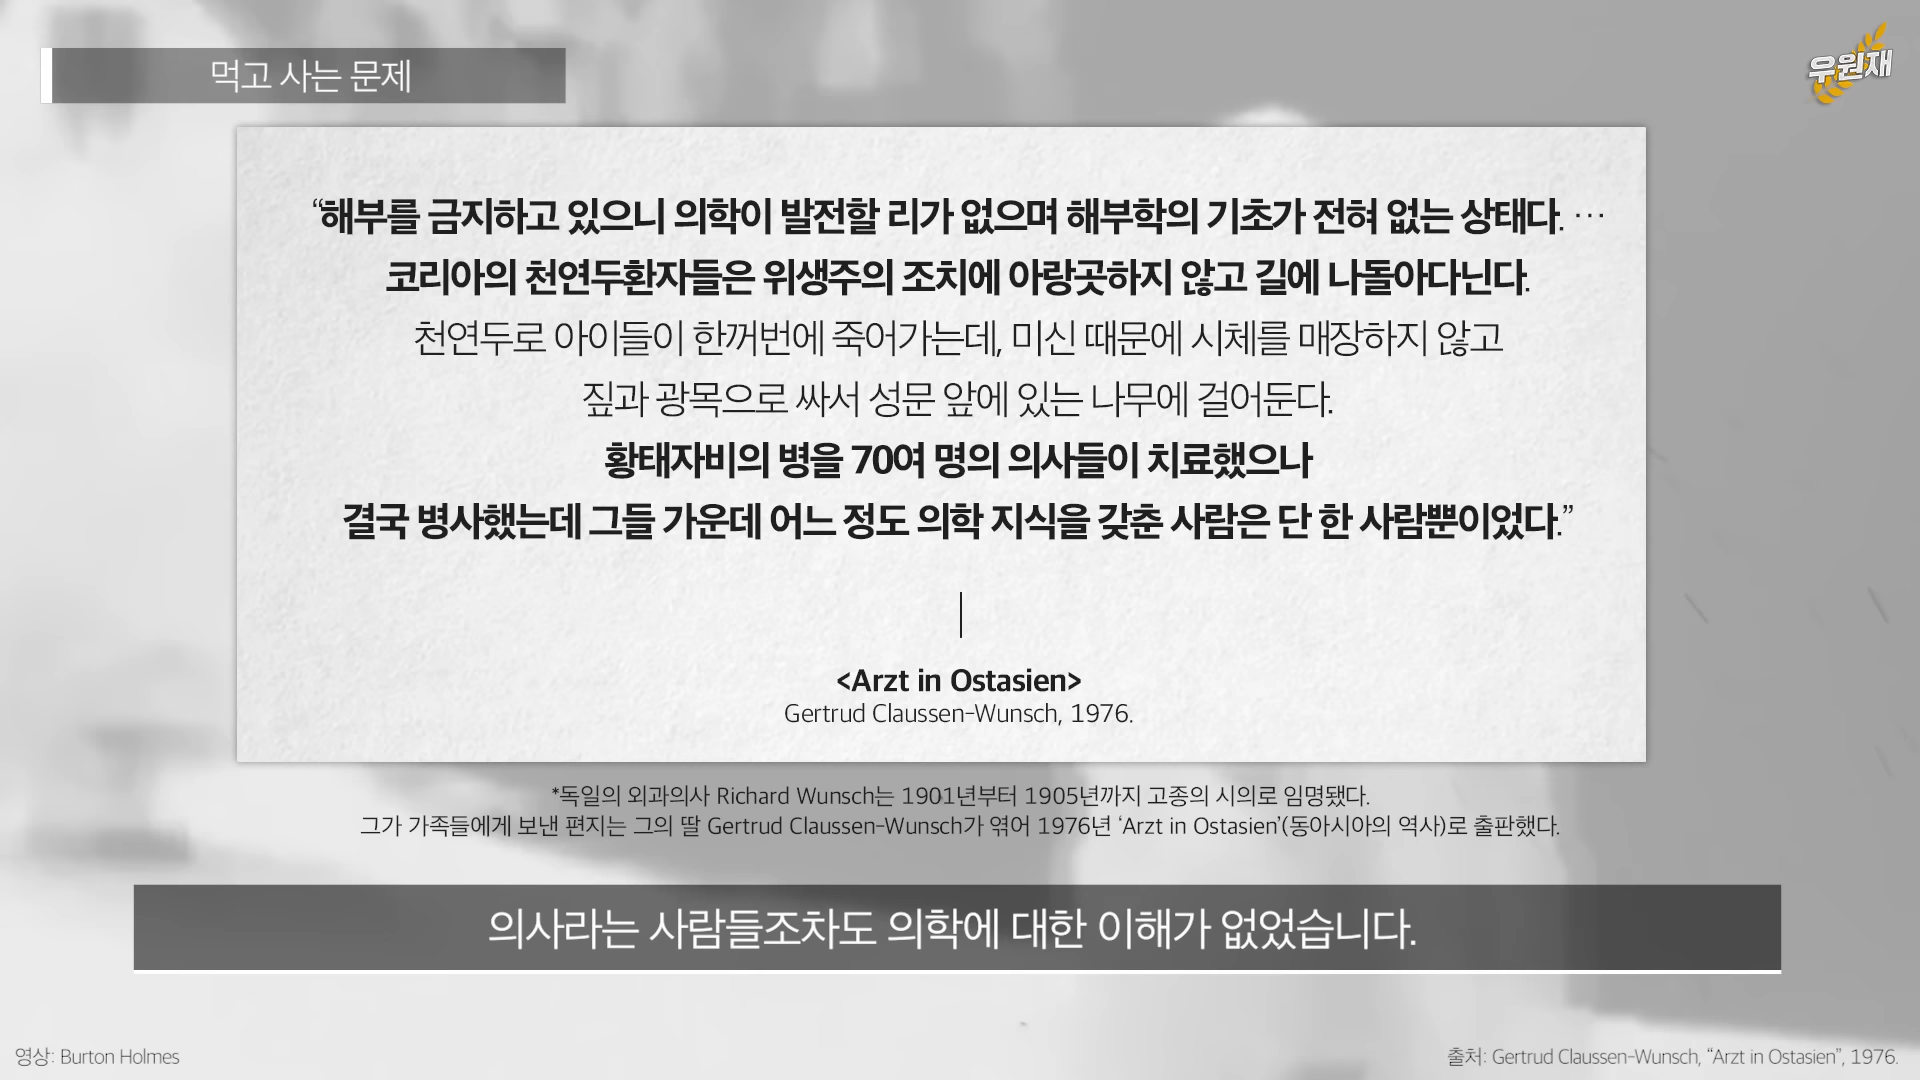 먹고 사는 문제
우원재
“해부를 금지하고 있으니 의학이 발전할 리가 없으며 해부학의 기초가 전혀 없는 상태다. …
코리아의 천연두환자들은 위생주의 조치에 아랑곳하지 않고 길에 나돌아다닌다.
천연두로 아이들이 한꺼번에 죽어가는데, 미신 때문에 시체를 매장하지 않고
짚과 광목으로 싸서 성문 앞에 있는 나무에 걸어둔다.
황태자비의 병을 70여 명의 의사들이 치료했으나
결국 병사했는데 그들 가운데 어느 정도 의학 지식을 갖춘 사람은 단 한 사람뿐이었다.”
<Arzt in Ostasien>
Gertrud Claussen-Wunsch, 1976.
*독일의 외과의사 Richard Wunsch는 1901년부터 1905년까지 고종의 시의로 임명됐다.
그가 가족들에게 보낸 편지는 그의 딸 Gertrud Claussen-Wunsch가 엮어 1976년 ‘Arzt in Ostasien’(동아시아의 역사)로 출판했다.
의사라는 사람들조차도 의학에 대한 이해가 없었습니다.
영상: Burton Holmes
출처: Gertrud Claussen-Wunsch, “Arzt in Ostasien”, 1976.